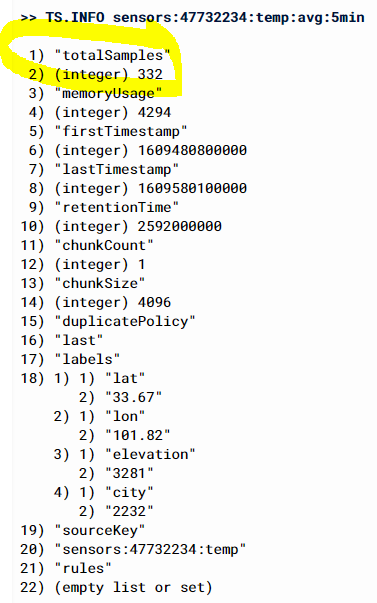 >> TS.INFO sensors:47732234:temp:avg:5min
1) "totalSamples"
2) (integer) 332
3) "memoryUsage"
4) (integer) 4294
5) "firstTimestamp"
6) (integer) 1609480800000
7) "lastTimestamp"
8) (integer) 1609580100000
9) "retentionTime"
10) (integer) 2592000000
11) "chunkCount"
12) (integer) 1
13) "chunkSize"
14) (integer) 4096
15) "duplicatePolicy"
16) "last"
17) "labels"
18) 1) 1) "lat"
2) "33.67"
2) 1) "lon"
2) "101.82"
3) 1) "elevation"
2) "3281"
4) 1) "city"
2) "2232"
19) "sourceKey"
20) "sensors:47732234:temp"
21) "rules"
22) (empty list or set)